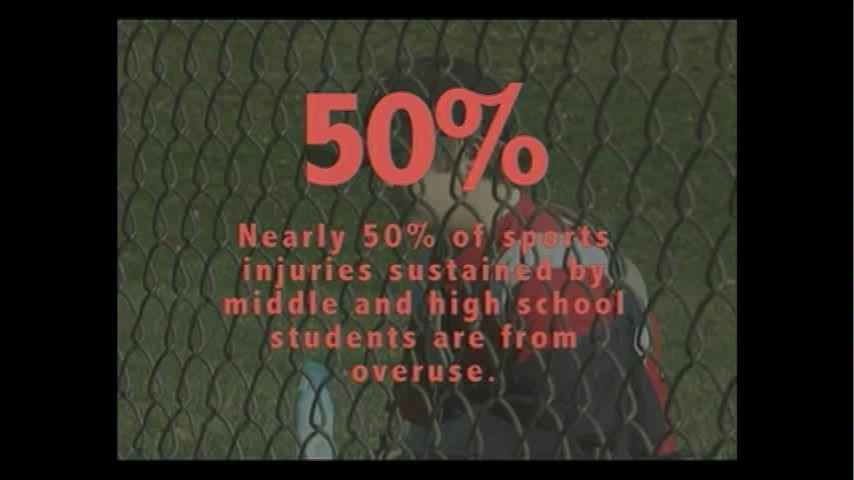 50%
Nearly 50% of sports
injuries sustained by
middle and high school
students are from
overuse.